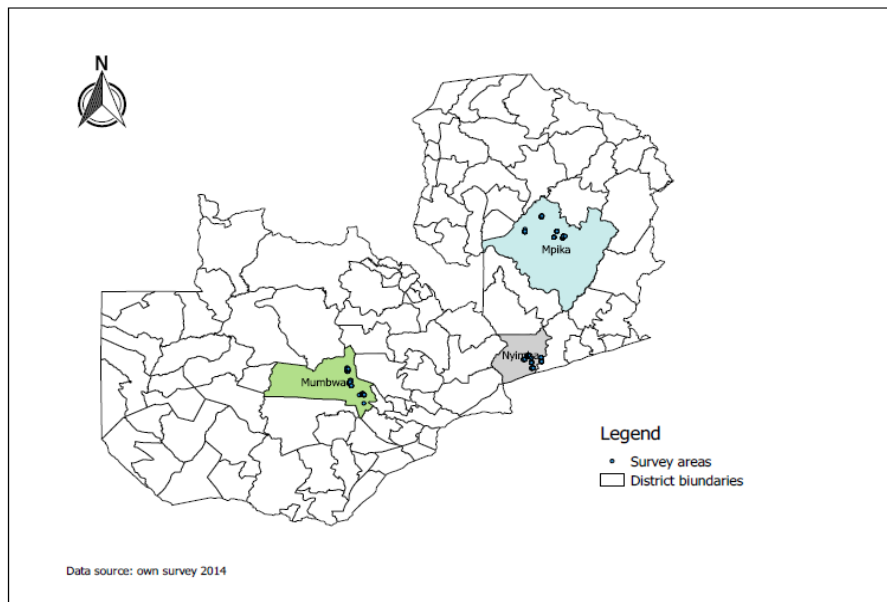 N
Mpika
Nyimba
Mumbwa
Legend
Survey areas
District biundaries
Data source: own survey 2014